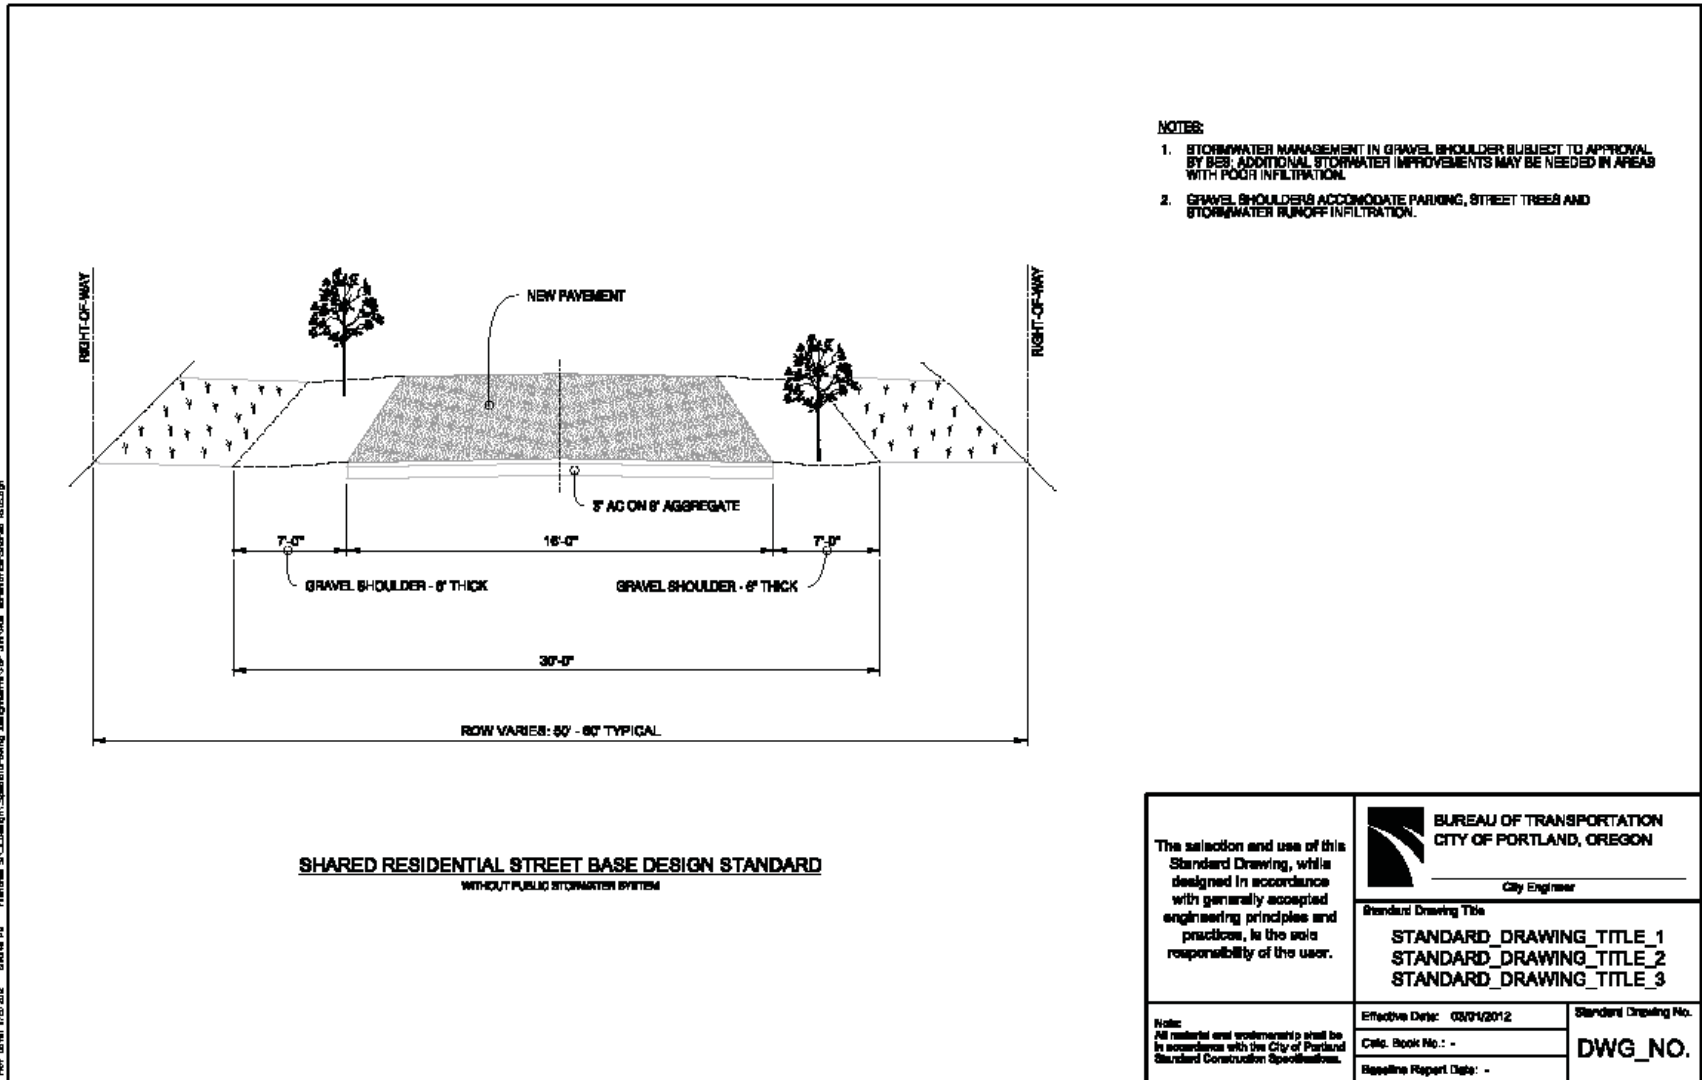 NOTES:
1. STORMWATER MANAGEMENT IN GRAVEL SHOULDER SUBJECT TO APPROVAL
BY BES; ADDITIONAL STORWATER IMPROVEMENTS MAY BE NEEDED IN AREAS
WITH POOR INFILTRATION.
2. GRAVEL SHOULDERS ACCOMODATE PARKING, STREET TREES AND
STORMWATER RUNOFF INFILTRATION.
RIGHT-OF-WAY
RIGHT-OF-WAY
NEW PAVEMENT
AC ON AGGREGATE
7'-0"
16'-0"
7'-0"
GRAVEL SHOULDER - 6" THICK
GRAVEL SHOULDER - 6" THICK
30'-0"
ROW VARIES: 50' - 60' TYPICAL
SHARED RESIDENTIAL STREET BASE DESIGN STANDARD
WITHOUT PUBLIC STORMWATER SYSTEM
The selection and use of this
Standard Drawing, while
designed in accordance
with generally accepted
engineering principles and
practices, is the sole
responsibility of the user.
BUREAU OF TRANSPORTATION
CITY OF PORTLAND, OREGON
City Engineer
Standard Drawing Title
STANDARD_DRAWING_TITLE_1
STANDARD_DRAWING_TITLE_2
STANDARD_DRAWING_TITLE_3
Note:
All material and workmanship shall be
in accordance with the City of Portland
Standard Construction Specifications.
Effective Date: 03/01/2012
Calc. Book No.: -
Baseline Report Date: -
Standard Drawing No.
DWG_NO.